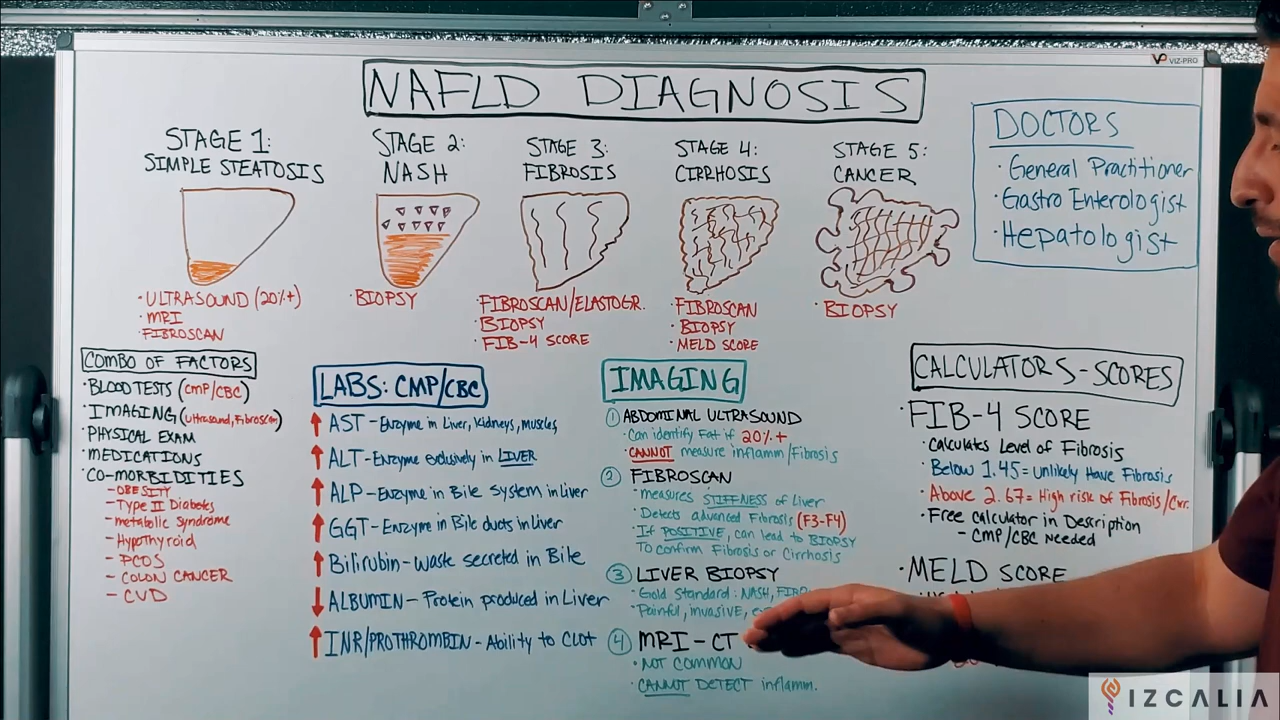 VIZ-PRO
NAFLD DIAGNOSIS
STAGE 1:
SIMPLE STEATOSIS
• ULTRASOUND (20%+)
• MRI
• FIBROSCAN
STAGE 2:
NASH
• BIOPSY
STAGE 3:
FIBROSIS
• FIBROSCAN/ELASTOGR.
• BIOPSY
• FIB-4 SCORE
STAGE 4:
CIRRHOSIS
• FIBROSCAN
• BIOPSY
• MELD SCORE
STAGE 5:
CANCER
• BIOPSY
DOCTORS
• General Practitioner
• Gastro Enterologist
• Hepatologist
COMBO OF FACTORS
• BLOOD TESTS (CMP/CBC)
• IMAGING (ultrasound, Fibroscan)
• PHYSICAL EXAM
• MEDICATIONS
• CO-MORBIDITIES
- OBESITY
- Type II Diabetes
- metabolic syndrome
- Hypothyroid
- PCOS
- COLON CANCER
- CVD
LABS: CMP/CBC
↑ AST - Enzyme in Liver, kidneys, muscles,
↑ ALT - Enzyme exclusively in LIVER
↑ ALP - Enzyme in Bile System in Liver
↑ GGT - Enzyme in Bile ducts in Liver
↑ Bilirubin - Waste secreted in Bile
↓ ALBUMIN - Protein produced in Liver
↑ INR/PROTHROMBIN - Ability to CLOT
IMAGING
① ABDOMINAL ULTRASOUND
• Can identify Fat if 20%+
• CANNOT measure inflamm/Fibrosis
② FIBROSCAN
• measures STIFFNESS of Liver
• Detects advanced Fibrosis (F3-F4)
• If POSITIVE, can lead to BIOPSY
To confirm Fibrosis or Cirrhosis
③ LIVER BIOPSY
• Gold Standard: NASH,
• Painful, invasive,
④ MRI - CT
• NOT COMMON
• CANNOT DETECT inflamm.
CALCULATORS-SCORES
• FIB-4 SCORE
• Calculates Level of Fibrosis
• Below 1.45 = Unlikely Have Fibrosis
• Above 2.67 = High risk of Fibrosis/Cirr.
• Free calculator in Description
- CMP/CBC needed
• MELD SCORE
IZCALIA